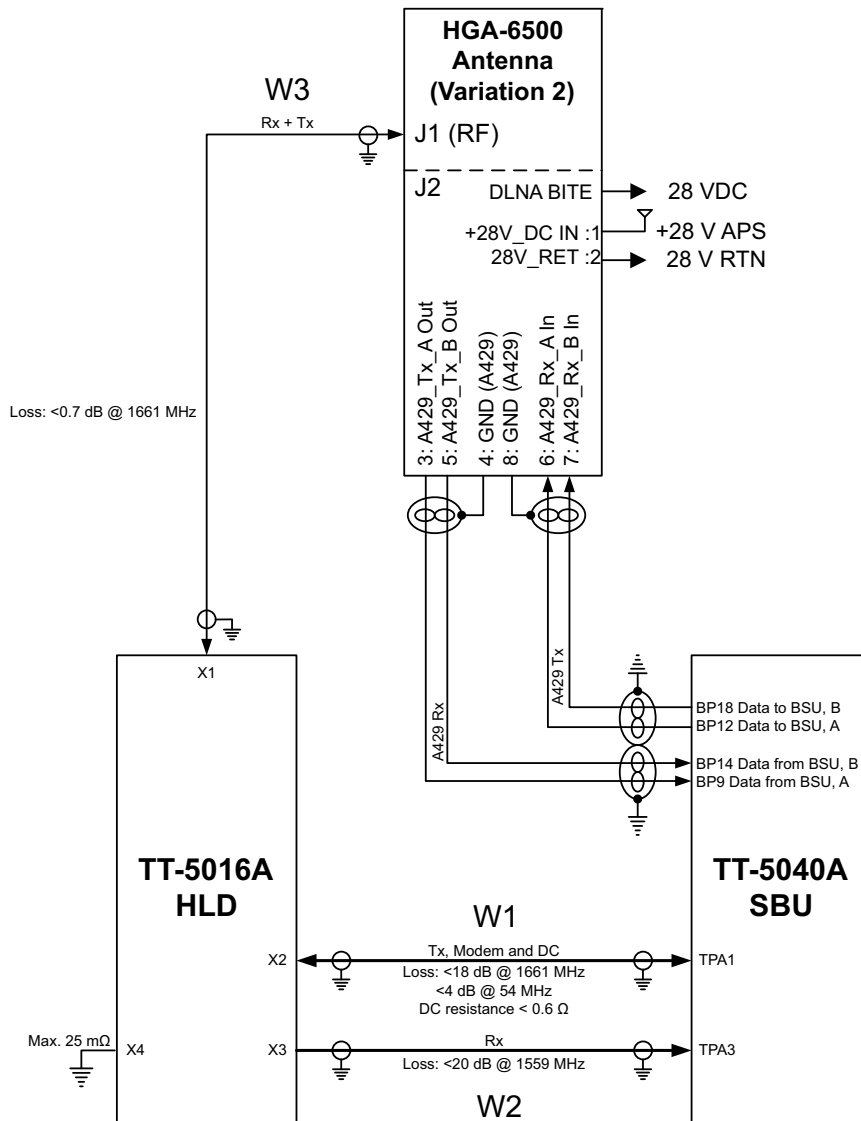 HGA-6500
Antenna
(Variation 2)
W3
Rx + Tx
J1 (RF)
J2
DLNA BITE
28 VDC
+28V_DC IN :1
+28 V APS
28V_RET :2
28 V RTN
3: A429_Tx_A Out
5: A429_Tx_B Out
4: GND (A429)
8: GND (A429)
6: A429_Rx_A In
7: A429_Rx_B In
Loss: <0.7 dB @ 1661 MHz
X1
A429 Rx
A429 Tx
BP18 Data to BSU, B
BP12 Data to BSU, A
BP14 Data from BSU, B
BP9 Data from BSU, A
TT-5016A
HLD
TT-5040A
SBU
W1
X2
Tx, Modem and DC
TPA1
Loss: <18 dB @ 1661 MHz
<4 dB @ 54 MHz
DC resistance < 0.6 Ω
Max. 25 mΩ
X4
X3
Rx
TPA3
Loss: <20 dB @ 1559 MHz
W2